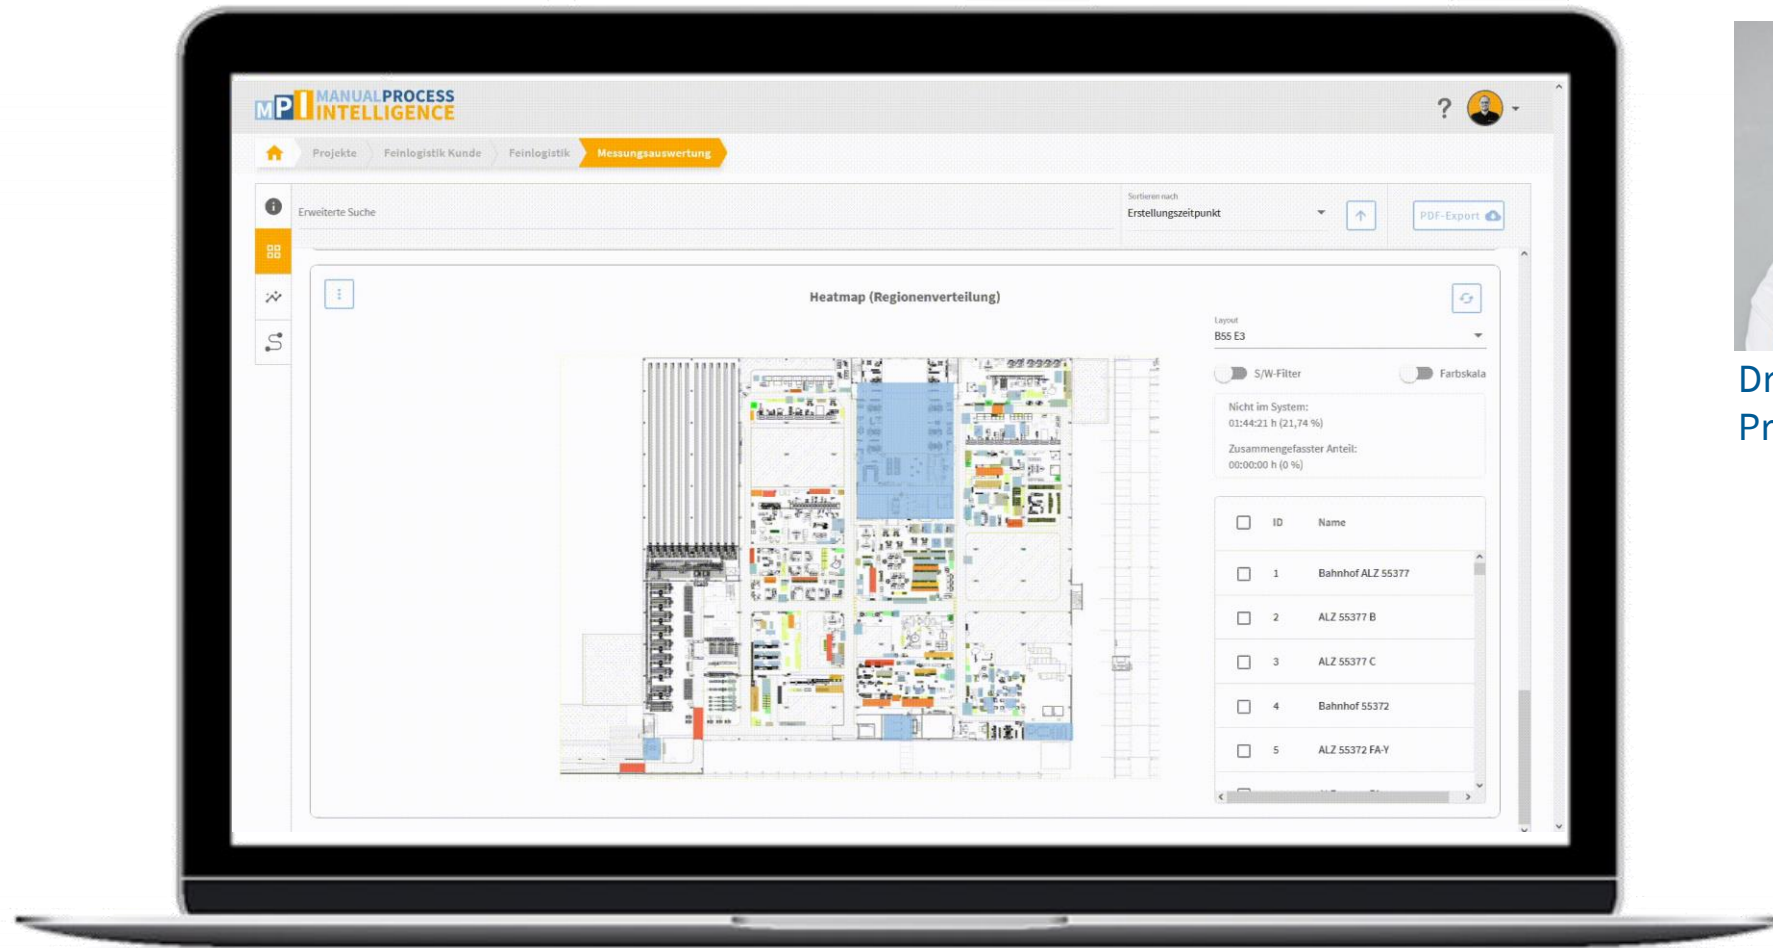 MPI MANUALPROCESS
INTELLIGENCE
?
Projekte
Feinlogistik Kunde
Feinlogistik
Messungsauswertung
Erweiterte Suche
Sortieren nach
Erstellungszeitpunkt
PDF-Export
Heatmap (Regionenverteilung)
Layout
B55 E3
S/W-Filter
Farbskala
Nicht im System:
01:44:21 h (21,74 %)
Zusammengefasster Anteil:
00:00:00 h (0 %)
ID Name
1 Bahnhof ALZ 55377
2 ALZ 55377 B
3 ALZ 55377 C
4 Bahnhof 55372
5 ALZ 55372 FA-Y
Dr
Pr